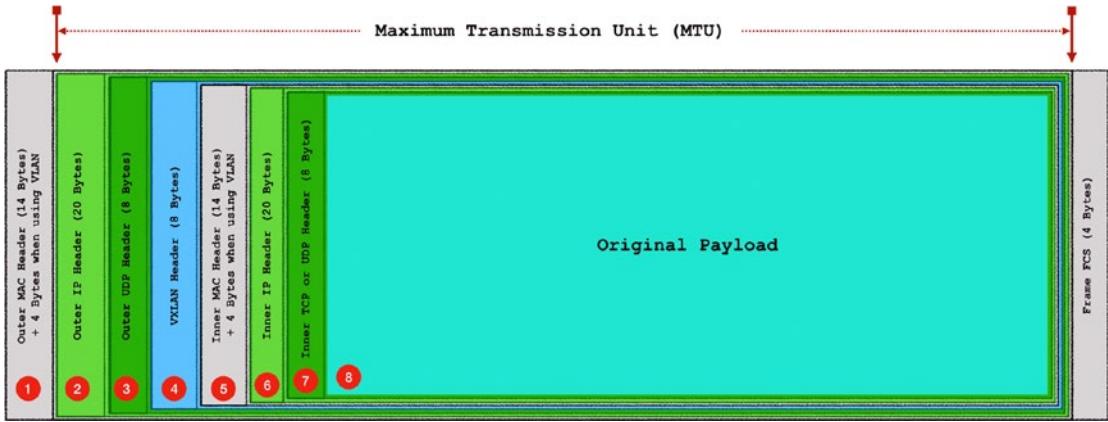 Maximum Transmission Unit (MTU)
Outer MAC Header (14 Bytes)
+ 4 Bytes when using VLAN
Outer IP Header (20 Bytes)
Outer UDP Header (8 Bytes)
VXLAN Header (8 Bytes)
Inner MAC Header (14 Bytes)
+ 4 Bytes when using VLAN
Inner IP Header (20 Bytes)
Inner TCP or UDP Header (8 Bytes)
Original Payload
Frame FCS (4 Bytes)
1
2
3
4
5
6
7
8